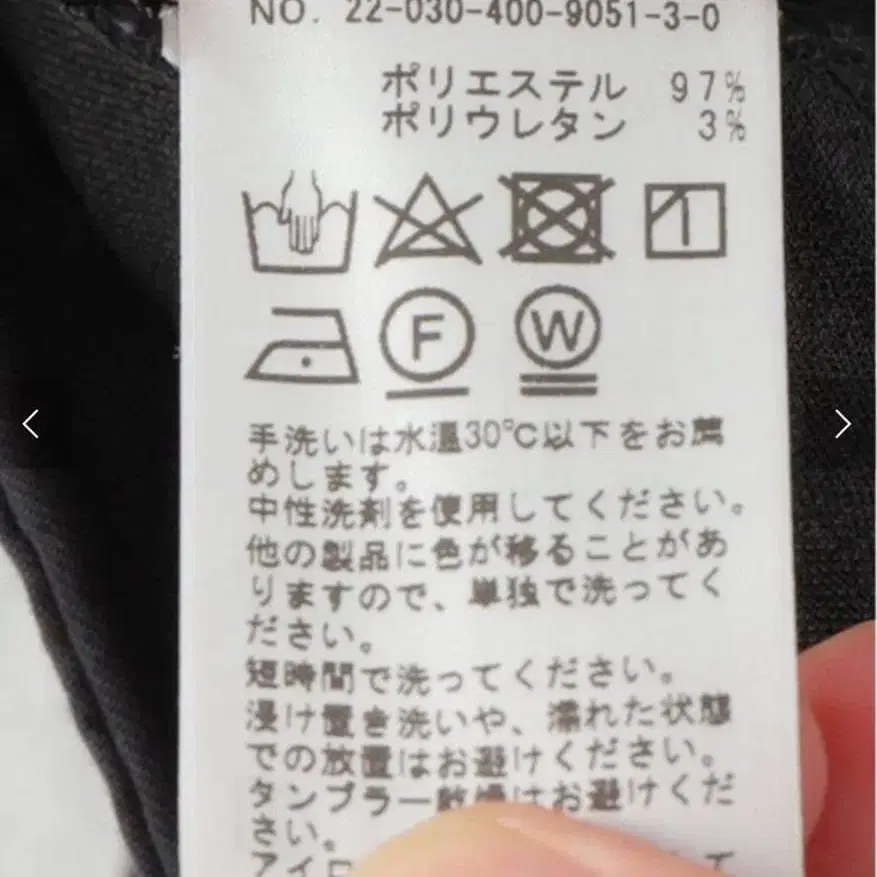 NO. 22-030-400-9051-3-0
ポリエステル 97%
ポリウレタン 3%
F W
手洗いは水温30℃以下をお薦
めします。
中性洗剤を使用してください。
他の製品に色が移ることがあ
りますので、単独で洗ってく
ださい。
短時間で洗ってください。
浸け置き洗いや、濡れた状態
での放置はお避けください。
タンブラー乾燥はお避けくだ
さい。